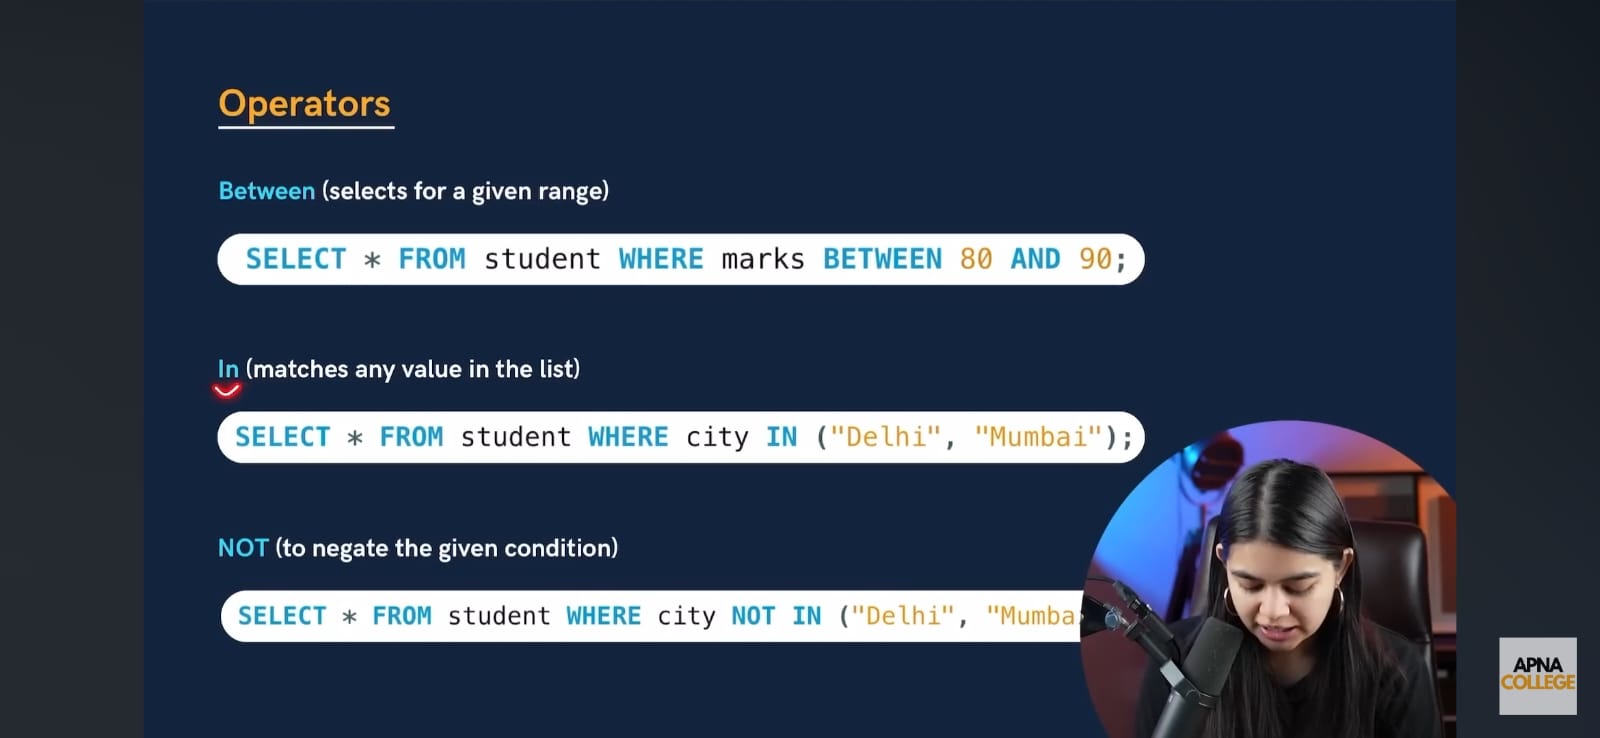 Operators
Between (selects for a given range)
SELECT * FROM student WHERE marks BETWEEN 80 AND 90;
In (matches any value in the list)
SELECT * FROM student WHERE city IN ("Delhi", "Mumbai");
NOT (to negate the given condition)
SELECT * FROM student WHERE city NOT IN ("Delhi", "Mumba
APNA
COLLEGE